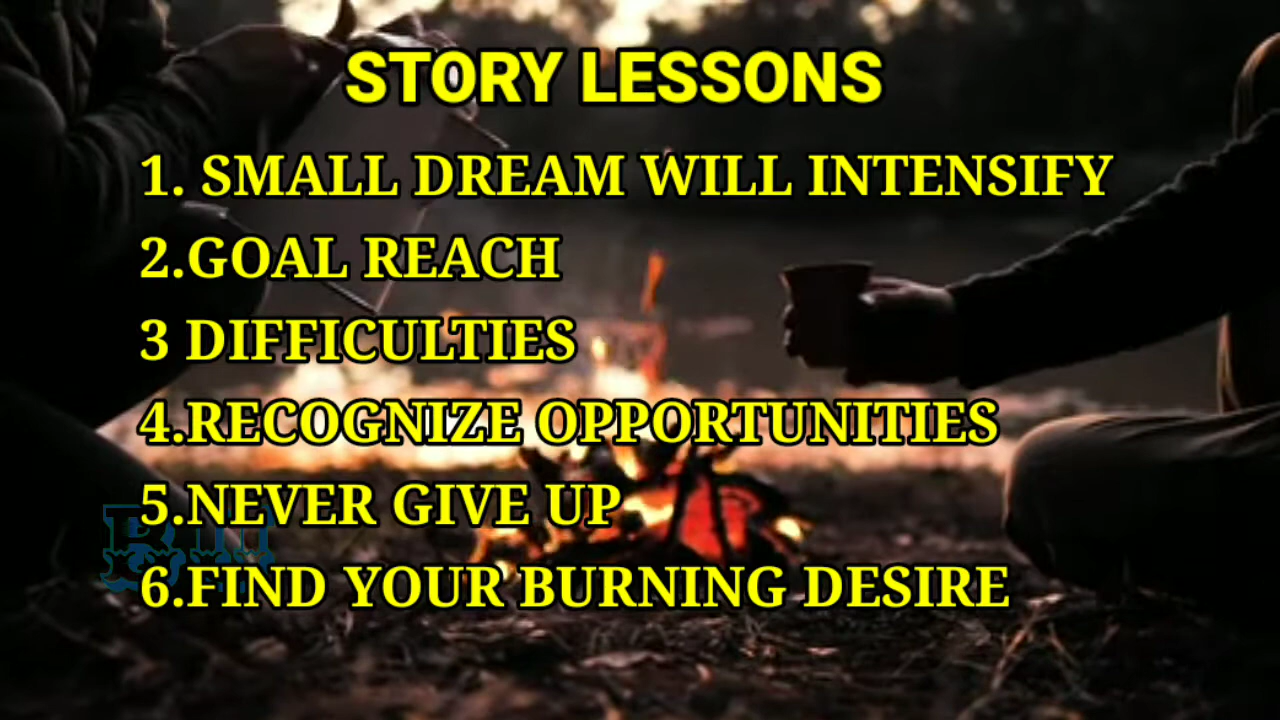 STORY LESSONS
1. SMALL DREAM WILL INTENSIFY
2.GOAL REACH
3 DIFFICULTIES
4.RECOGNIZE OPPORTUNITIES
5.NEVER GIVE UP
6.FIND YOUR BURNING DESIRE